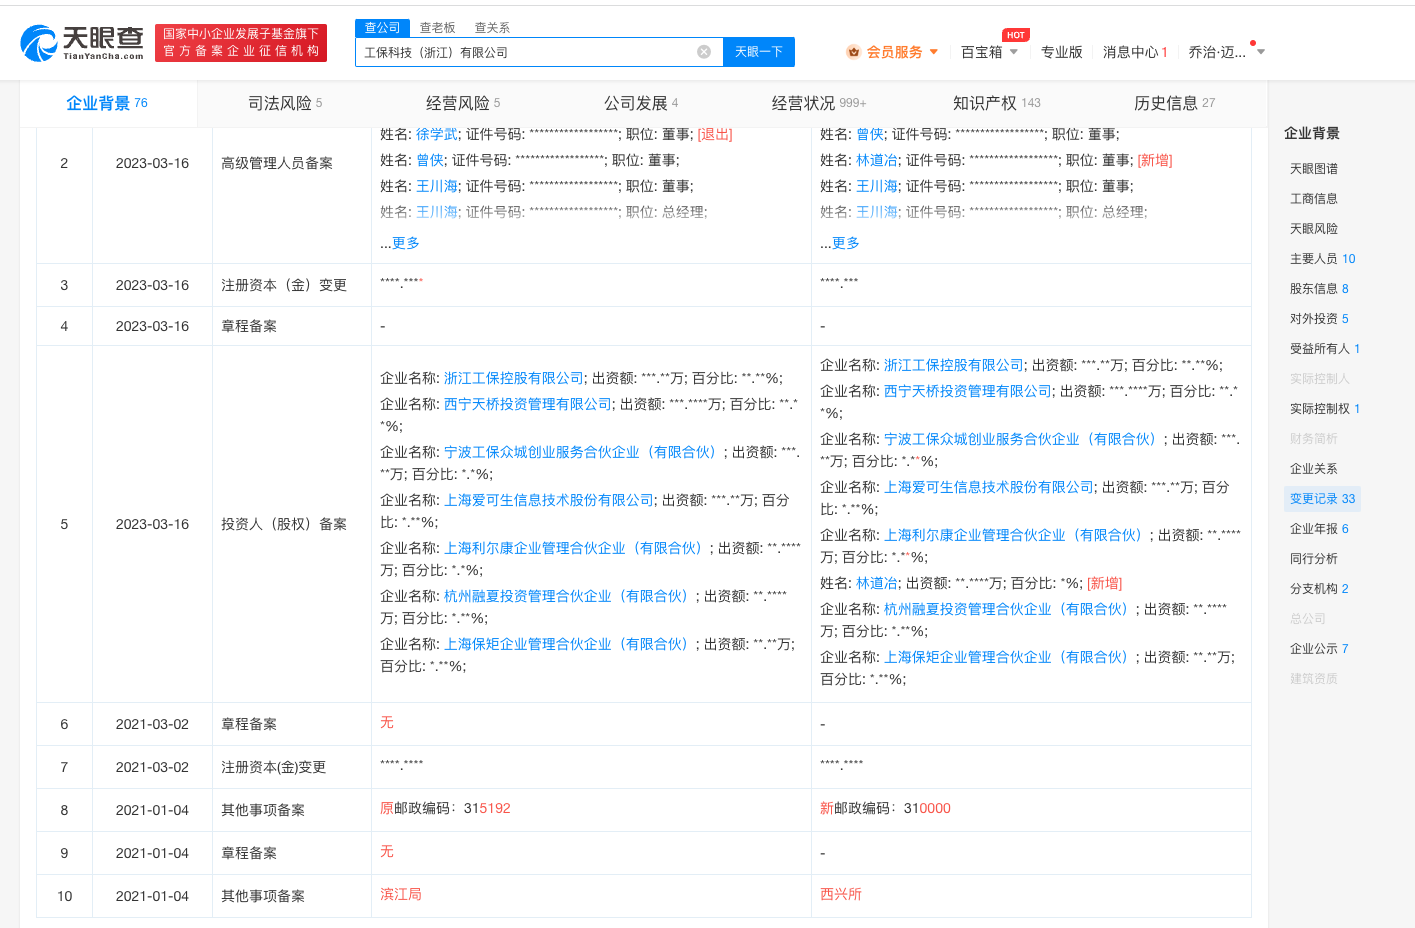 天眼查
TianYanCha.com
国家中小企业发展子基金旗下
官方备案企业征信机构
查公司 查老板 查关系
工保科技（浙江）有限公司
天眼一下
会员服务
百宝箱
HOT
专业版
消息中心 1
乔治·迈...
企业背景 76
司法风险 5
经营风险 5
公司发展 4
经营状况 999+
知识产权 143
历史信息 27
2
2023-03-16
高级管理人员备案
姓名: 徐学武; 证件号码: ******************; 职位: 董事; [退出]
姓名: 曾侠; 证件号码: ******************; 职位: 董事;
姓名: 王川海; 证件号码: ******************; 职位: 董事;
姓名: 王川海; 证件号码: ******************; 职位: 总经理;
...更多
姓名: 曾侠; 证件号码: ******************; 职位: 董事;
姓名: 林道冶; 证件号码: ******************; 职位: 董事; [新增]
姓名: 王川海; 证件号码: ******************; 职位: 董事;
姓名: 王川海; 证件号码: ******************; 职位: 总经理;
...更多
3
2023-03-16
注册资本（金）变更
****.****
****.***
4
2023-03-16
章程备案
-
-
5
2023-03-16
投资人（股权）备案
企业名称: 浙江工保控股有限公司; 出资额: ***.**万; 百分比: **.**%;
企业名称: 西宁天桥投资管理有限公司; 出资额: ***.****万; 百分比: **.*
*%;
企业名称: 宁波工保众城创业服务合伙企业（有限合伙）; 出资额: ***.
**万; 百分比: *.*%;
企业名称: 上海爱可生信息技术股份有限公司; 出资额: ***.**万; 百分
比: *.**%;
企业名称: 上海利尔康企业管理合伙企业（有限合伙）; 出资额: **.****
万; 百分比: *.*%;
企业名称: 杭州融夏投资管理合伙企业（有限合伙）; 出资额: **.****
万; 百分比: *.**%;
企业名称: 上海保矩企业管理合伙企业（有限合伙）; 出资额: **.**万;
百分比: *.**%;
企业名称: 浙江工保控股有限公司; 出资额: ***.**万; 百分比: **.**%;
企业名称: 西宁天桥投资管理有限公司; 出资额: ***.****万; 百分比: **.*
*%;
企业名称: 宁波工保众城创业服务合伙企业（有限合伙）; 出资额: ***.
**万; 百分比: *.**%;
企业名称: 上海爱可生信息技术股份有限公司; 出资额: ***.**万; 百分
比: *.**%;
企业名称: 上海利尔康企业管理合伙企业（有限合伙）; 出资额: **.****
万; 百分比: *.**%;
姓名: 林道冶; 出资额: **.****万; 百分比: *%; [新增]
企业名称: 杭州融夏投资管理合伙企业（有限合伙）; 出资额: **.****
万; 百分比: *.**%;
企业名称: 上海保矩企业管理合伙企业（有限合伙）; 出资额: **.**万;
百分比: *.**%;
6
2021-03-02
章程备案
无
-
7
2021-03-02
注册资本(金)变更
****.****
****.****
8
2021-01-04
其他事项备案
原邮政编码：315192
新邮政编码：310000
9
2021-01-04
章程备案
无
-
10
2021-01-04
其他事项备案
滨江局
西兴所
企业背景
天眼图谱
工商信息
天眼风险
主要人员 10
股东信息 8
对外投资 5
受益所有人 1
实际控制人
实际控制权 1
财务简析
企业关系
变更记录 33
企业年报 6
同行分析
分支机构 2
总公司
企业公示 7
建筑资质